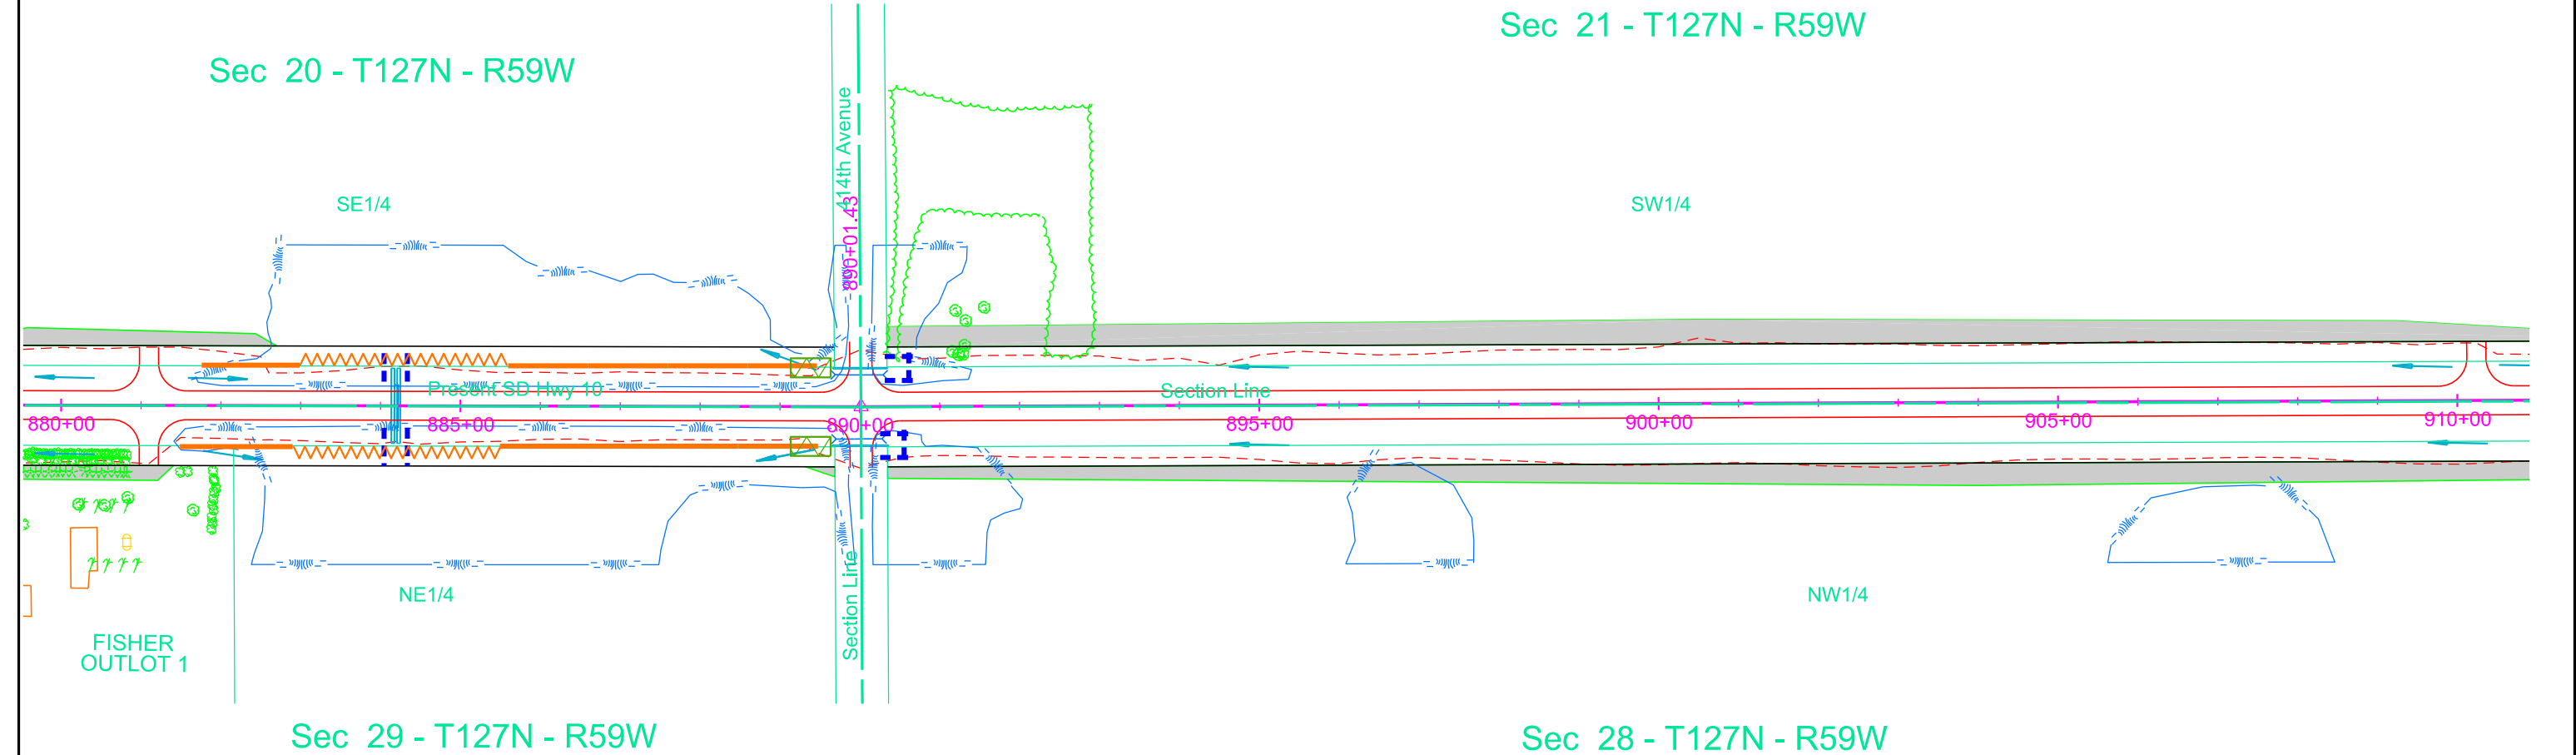 Sec 21 - T127N - R59W
Sec 20 - T127N - R59W
414th Avenue
SE1/4
SW1/4
890+01.43
Present SD Hwy 10
Section Line
880+00
885+00
890+00
895+00
900+00
905+00
910+00
NE1/4
NW1/4
Section Line
FISHER
OUTLOT 1
Sec 29 - T127N - R59W
Sec 28 - T127N - R59W